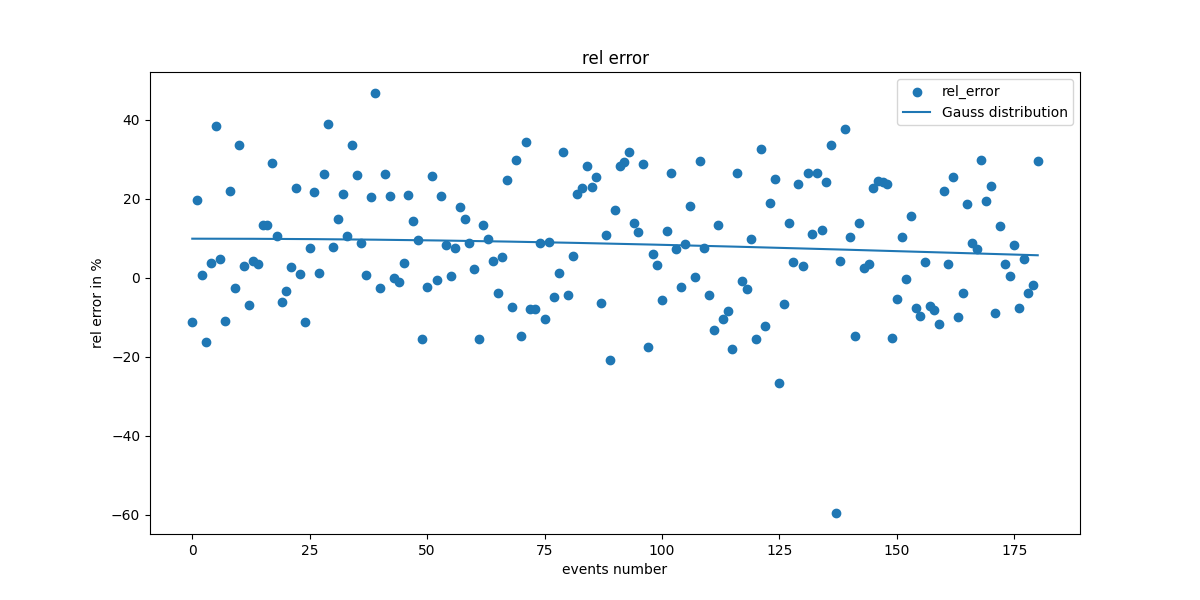 rel error
rel_error
Gauss distribution
40
20
0
−20
−40
−60
rel error in %
0
25
50
75
100
125
150
175
events number